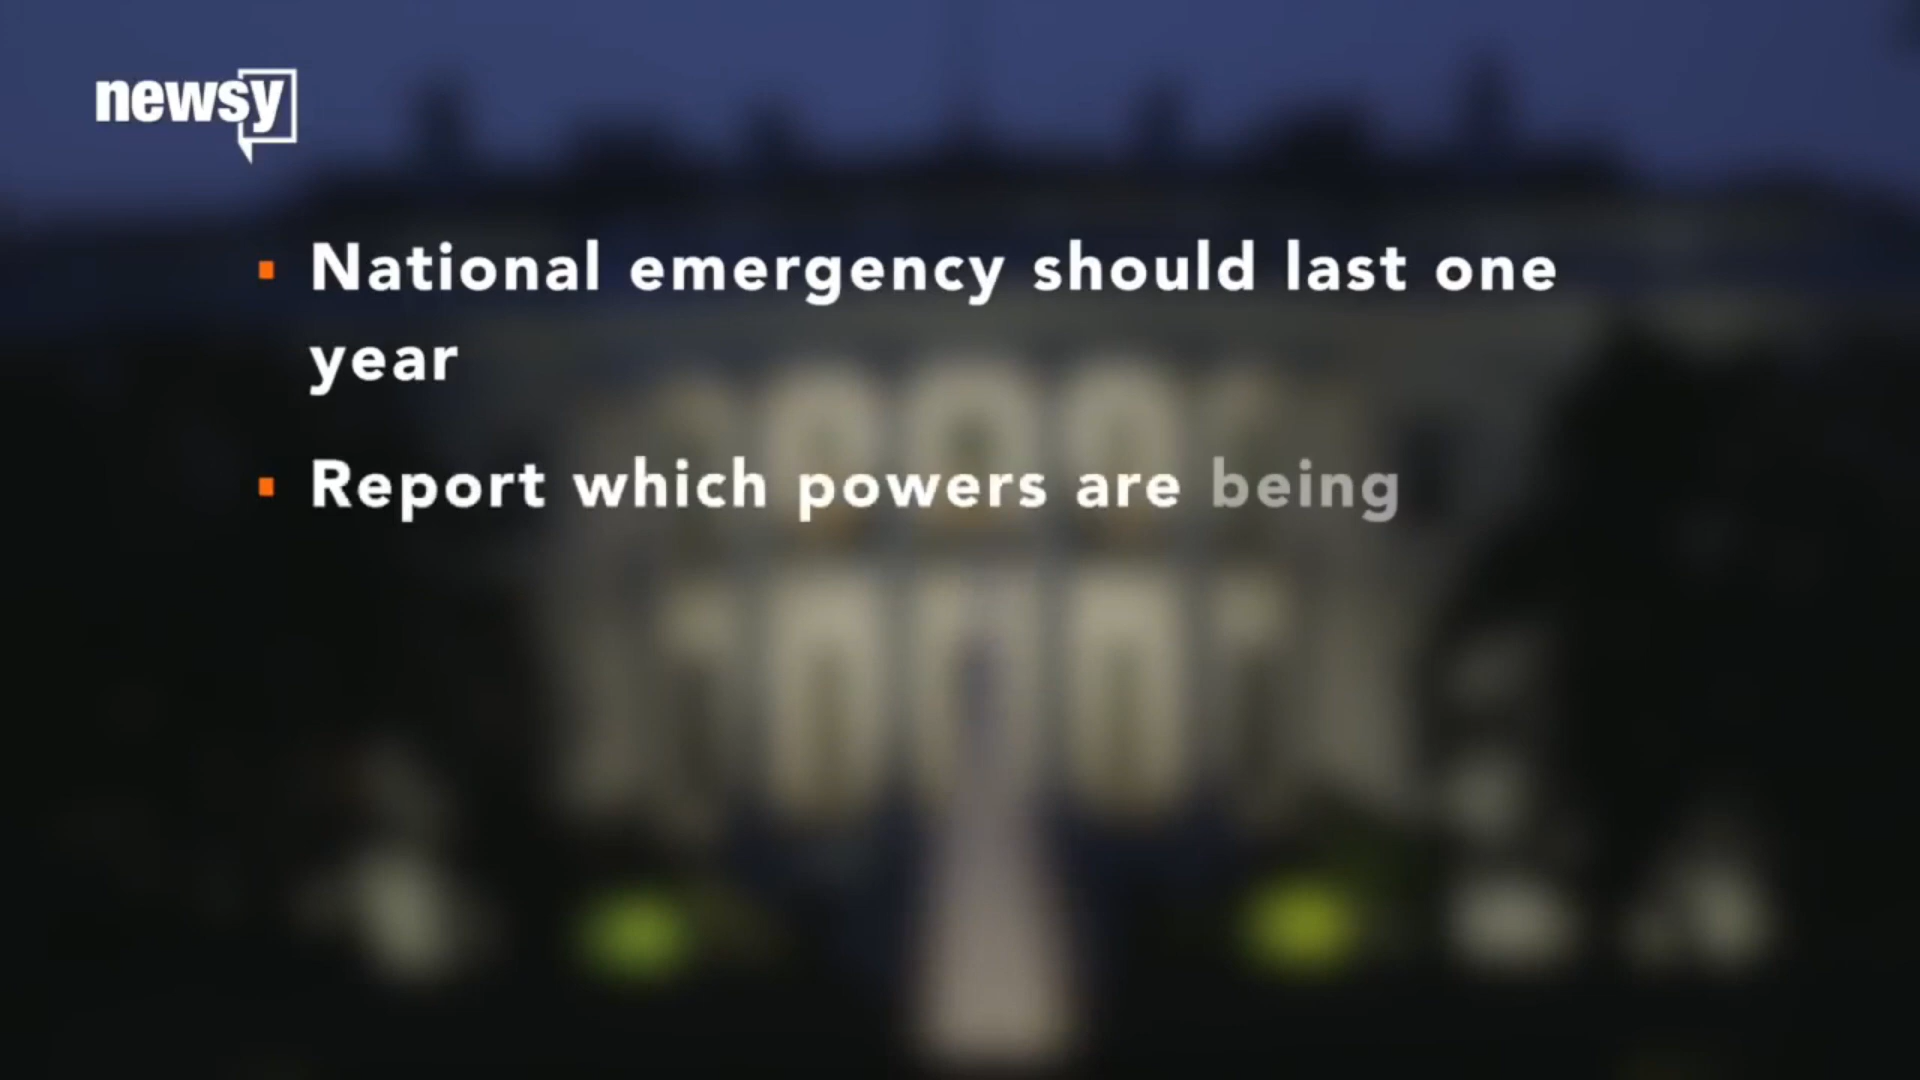 newsy
National emergency should last one
year
Report which powers are being